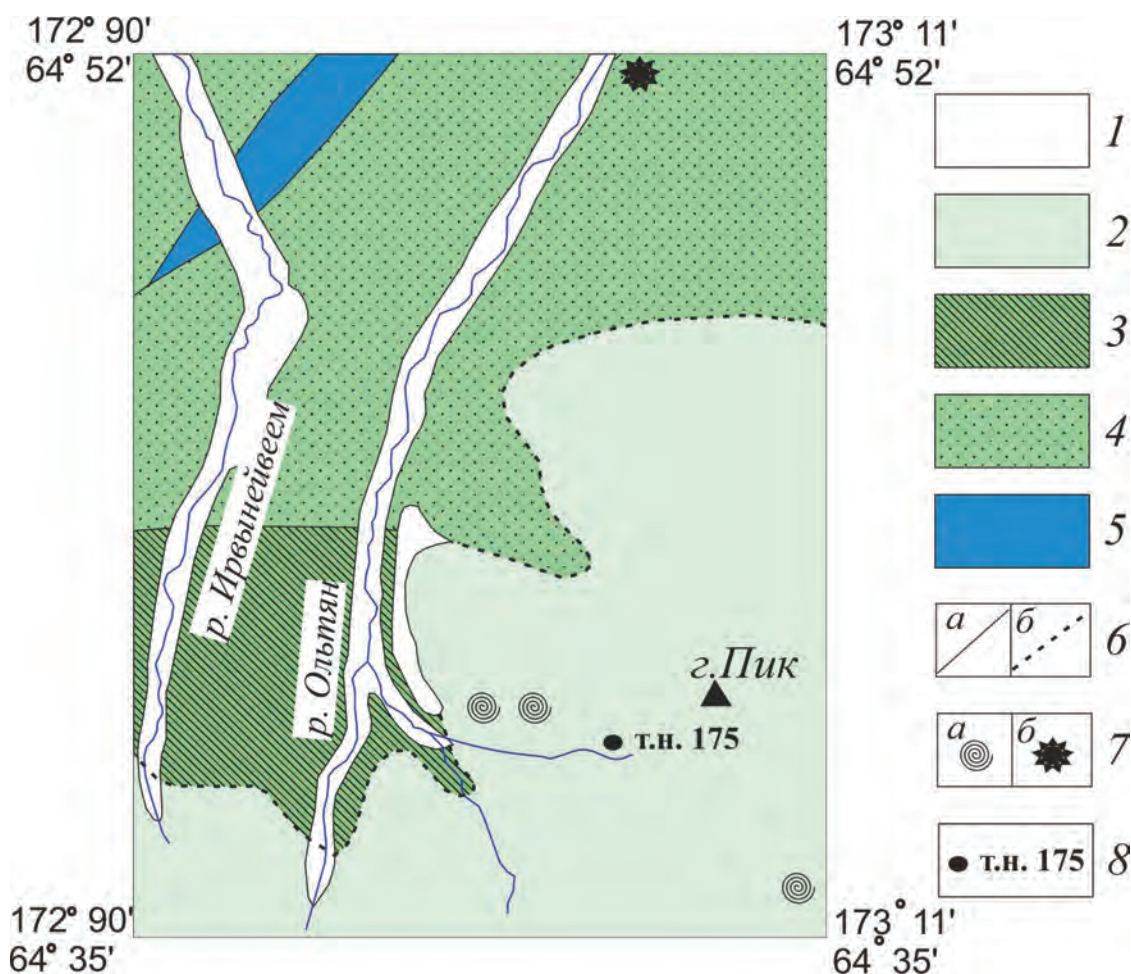 172° 90'
64° 52'
173° 11'
64° 52'
1
2
3
4
5
а б 6
а б 7
т.н. 175 8
р. Ирвынейвеем
р. Ольтян
г.Пик
т.н. 175
172° 90'
64° 35'
173° 11'
64° 35'